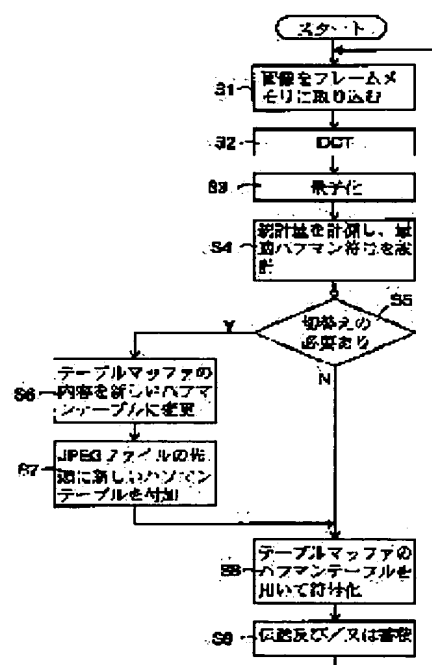 スタート
S1
画像をフレームメ
モリに取り込む
S2
DCT
S3
量子化
S4
統計量を計測し、最
適ハフマン符号を設
計
S5
切替えの
必要あり
Y
N
S6
テーブルマッファの
内容を新しいハフマ
ンテーブルに変更
S7
JPEGファイルの先
頭に新しいハフマン
テーブルを付加
S8
テーブルマッファの
ハフマンテーブルを
用いて符号化
S9
伝送及び/又は蓄積